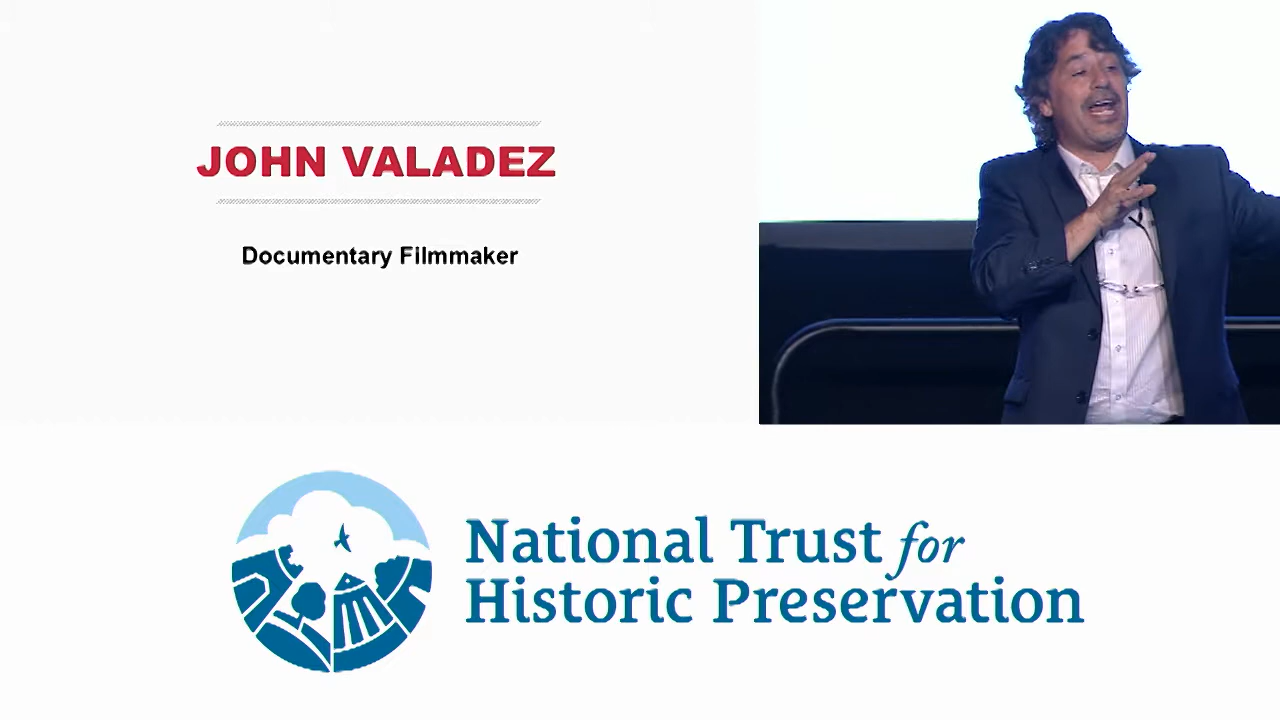 JOHN VALADEZ
Documentary Filmmaker
National Trust for
Historic Preservation